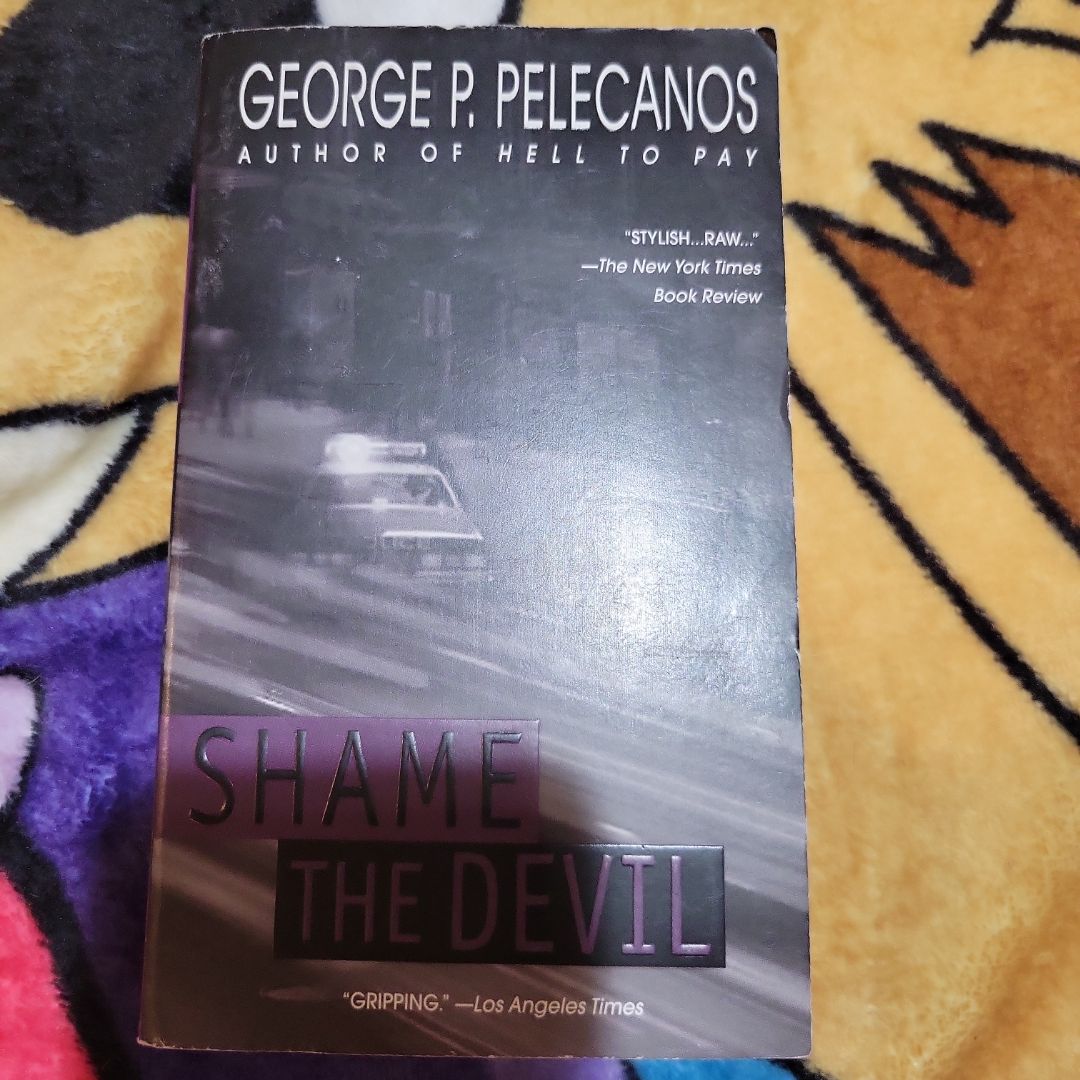 GEORGE P. PELECANOS
AUTHOR OF HELL TO PAY
"STYLISH...RAW..."
—The New York Times
Book Review
SHAME
THE DEVIL
"GRIPPING." —Los Angeles Times